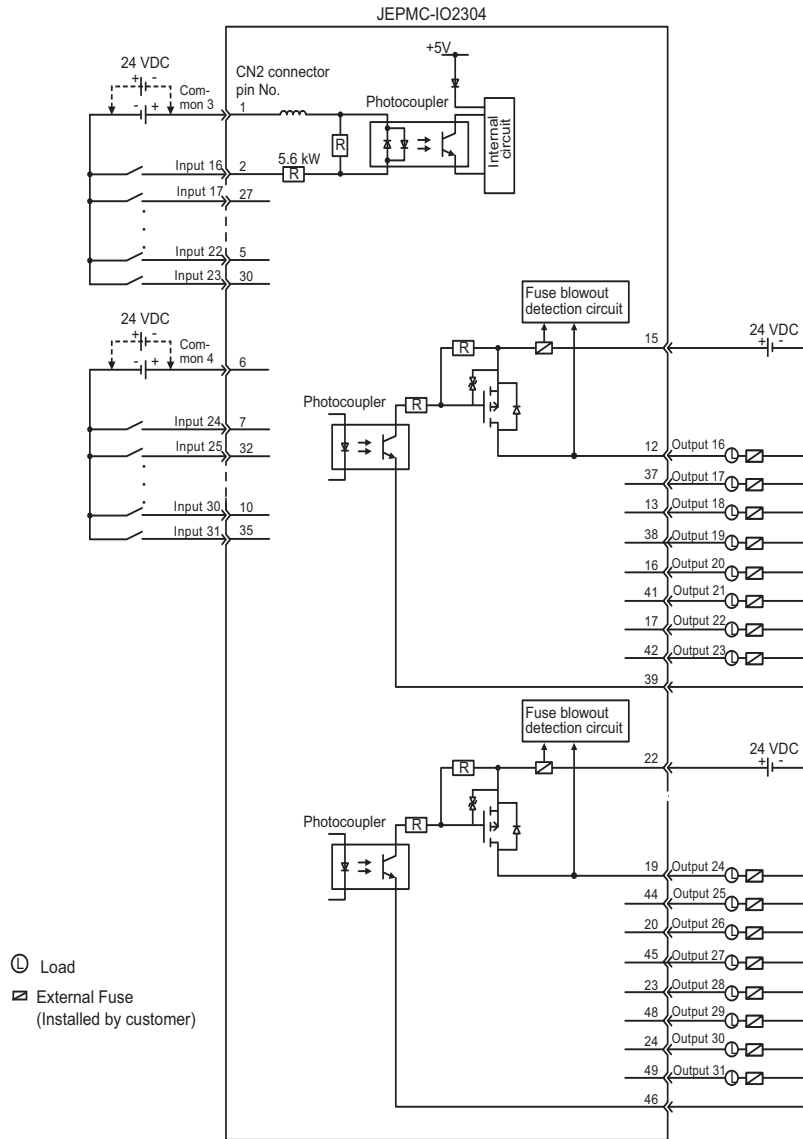 JEPMC-IO2304
24 VDC
+ -
- +
Com-
mon 3
CN2 connector
pin No.
1
+5V
Photocoupler
Internal
circuit
R
5.6 kW
R
Input 16 2
Input 17 27
Input 22 5
Input 23 30
24 VDC
+ -
- +
Com-
mon 4
6
Input 24 7
Input 25 32
Input 30 10
Input 31 35
Fuse blowout
detection circuit
15
24 VDC
+ -
R
Photocoupler
R
12 Output 16 L
37 Output 17 L
13 Output 18 L
38 Output 19 L
16 Output 20 L
41 Output 21 L
17 Output 22 L
42 Output 23 L
39
Fuse blowout
detection circuit
22
24 VDC
+ -
R
Photocoupler
R
19 Output 24 L
44 Output 25 L
20 Output 26 L
45 Output 27 L
23 Output 28 L
48 Output 29 L
24 Output 30 L
49 Output 31 L
46
L Load
External Fuse
(Installed by customer)